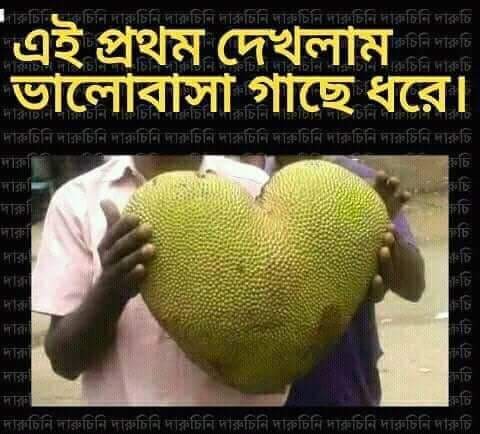 এই প্রথম দেখলাম
ভালোবাসা গাছে ধরে।
দারুচিনি দারুচিনি দারুচিনি দারুচিনি দারুচিনি দারুচিনি